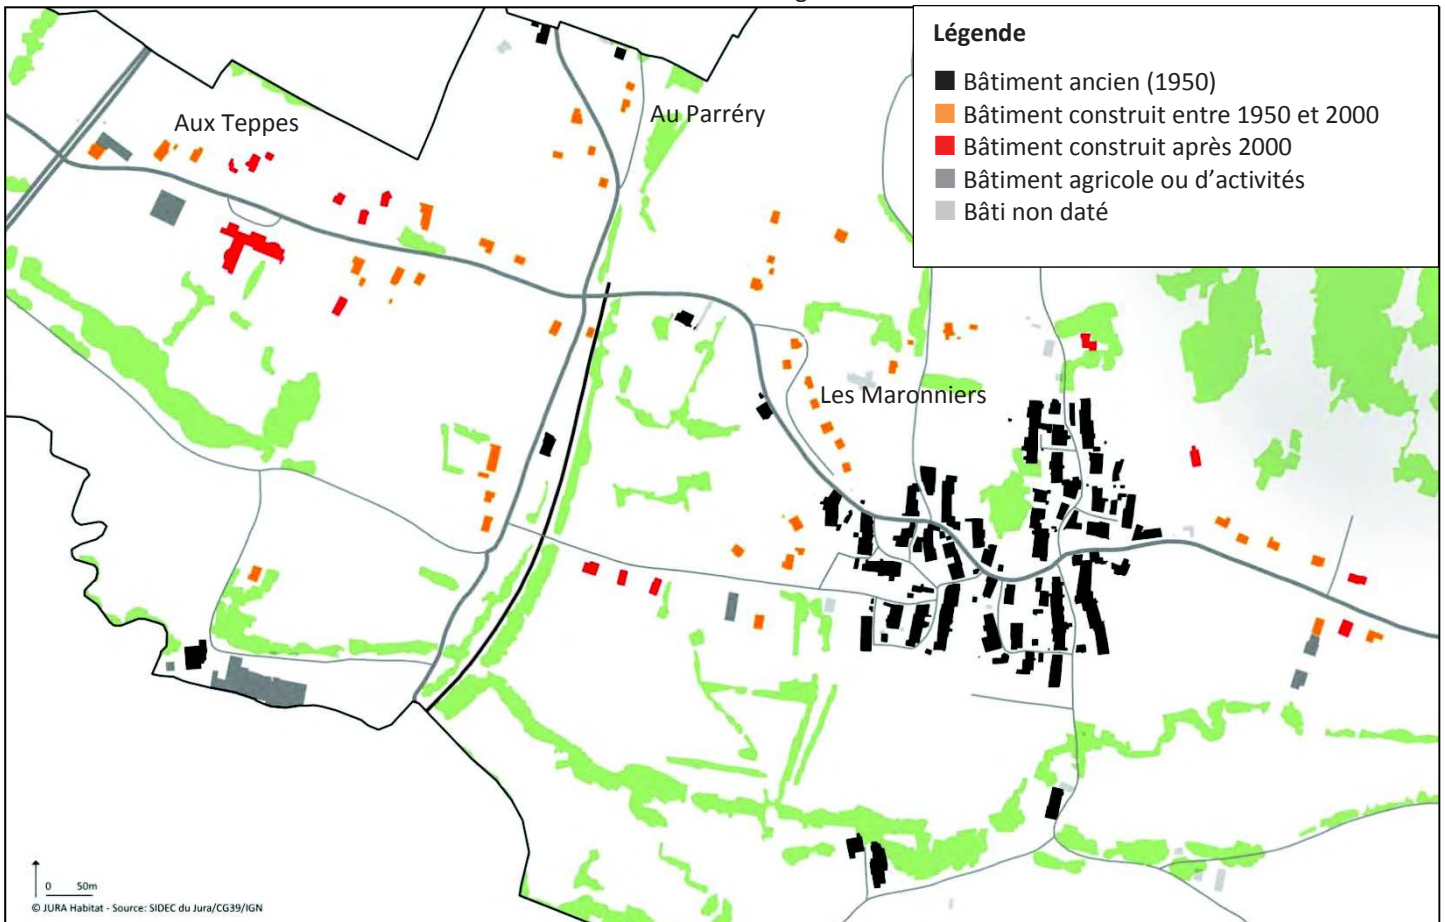 Légende
Bâtiment ancien (1950)
Bâtiment construit entre 1950 et 2000
Bâtiment construit après 2000
Bâtiment agricole ou d'activités
Bâti non daté
Aux Teppes
Au Parréry
Les Maronniers
0 50m
© JURA Habitat - Source: SIDEC du Jura/CG39/IGN